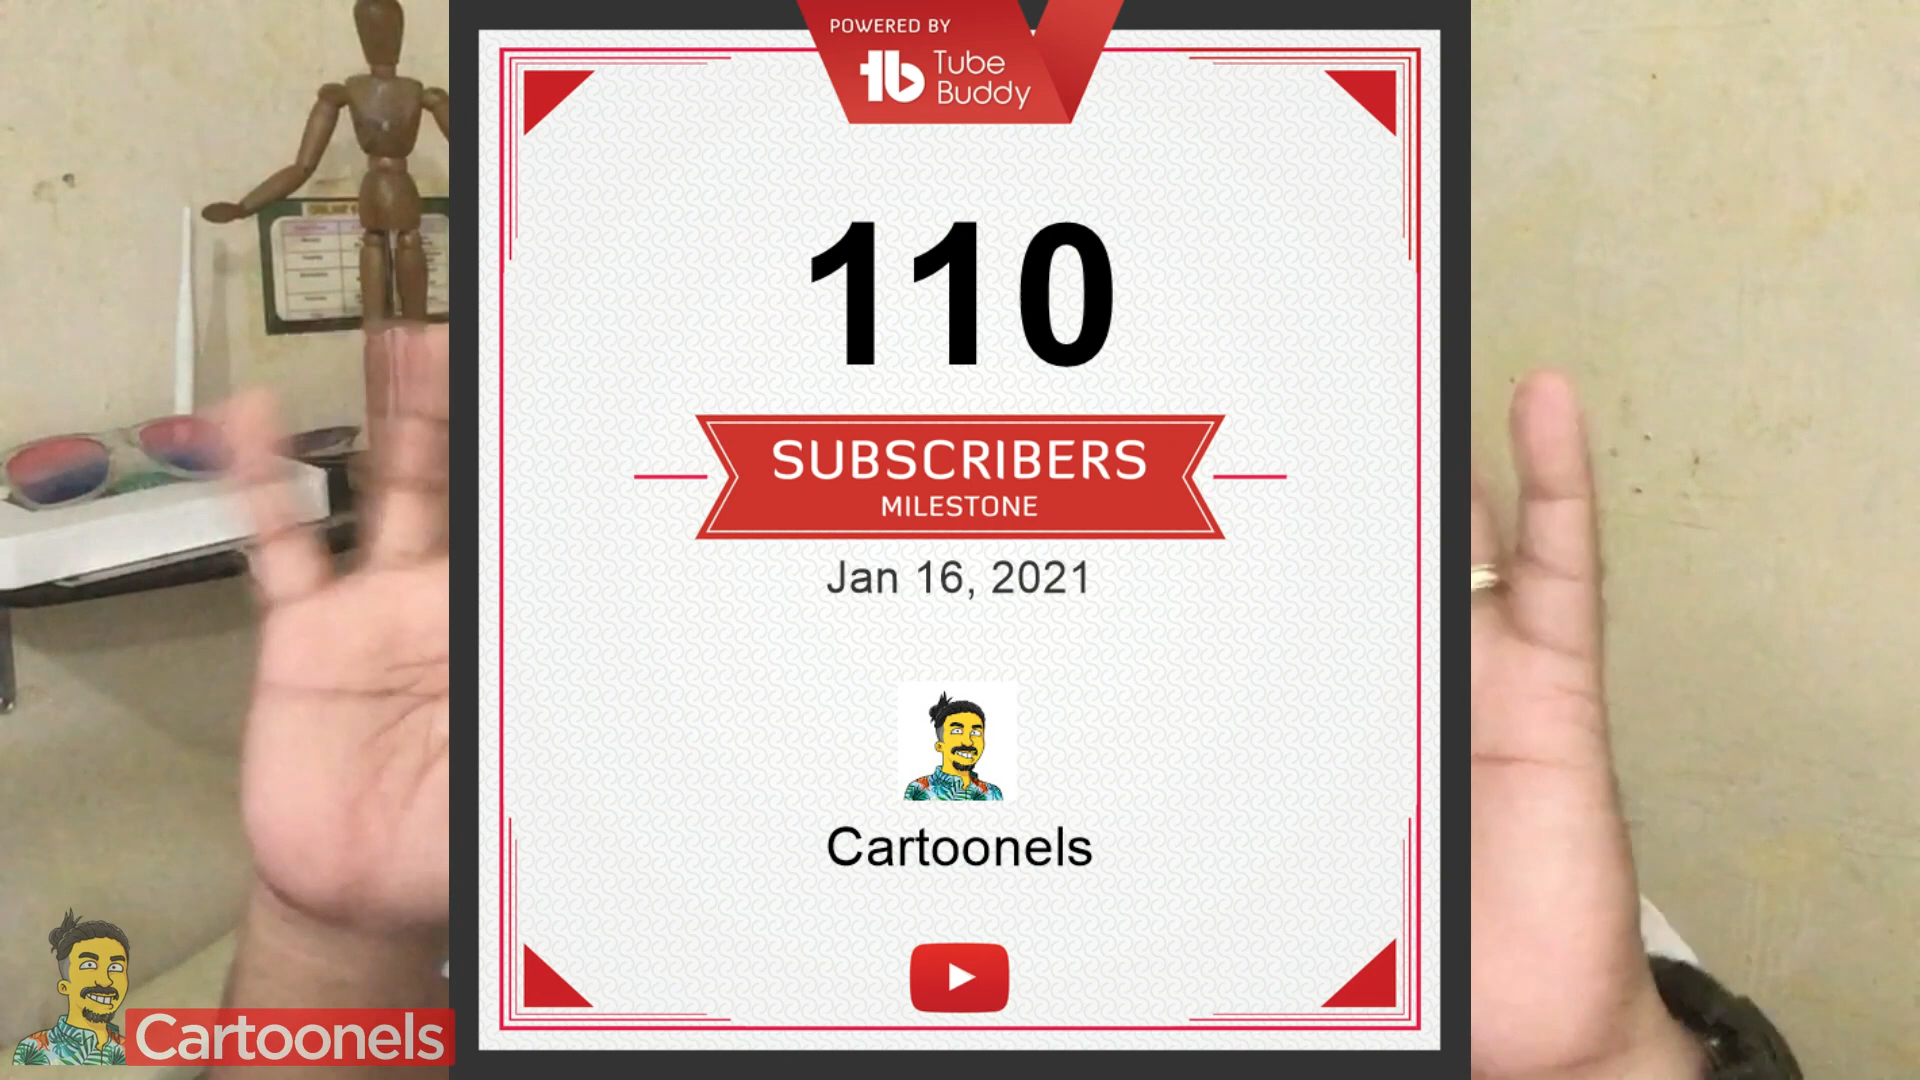 POWERED BY
Tube
Buddy
110
SUBSCRIBERS
MILESTONE
Jan 16, 2021
Cartoonels
Cartoonels